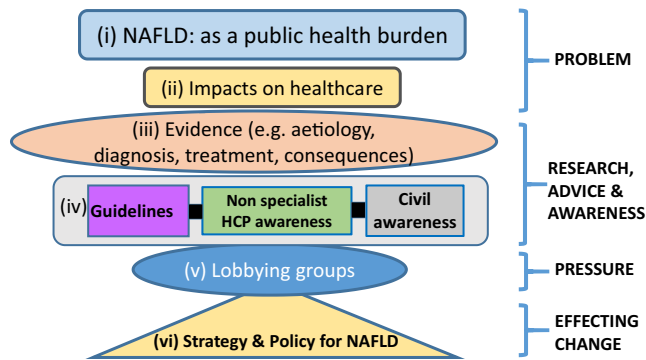 (i) NAFLD: as a public health burden
(ii) Impacts on healthcare
PROBLEM
(iii) Evidence (e.g. aetiology,
diagnosis, treatment, consequences)
(iv)
Guidelines
Non specialist
HCP awareness
Civil
awareness
RESEARCH,
ADVICE &
AWARENESS
(v) Lobbying groups
PRESSURE
(vi) Strategy & Policy for NAFLD
EFFECTING
CHANGE